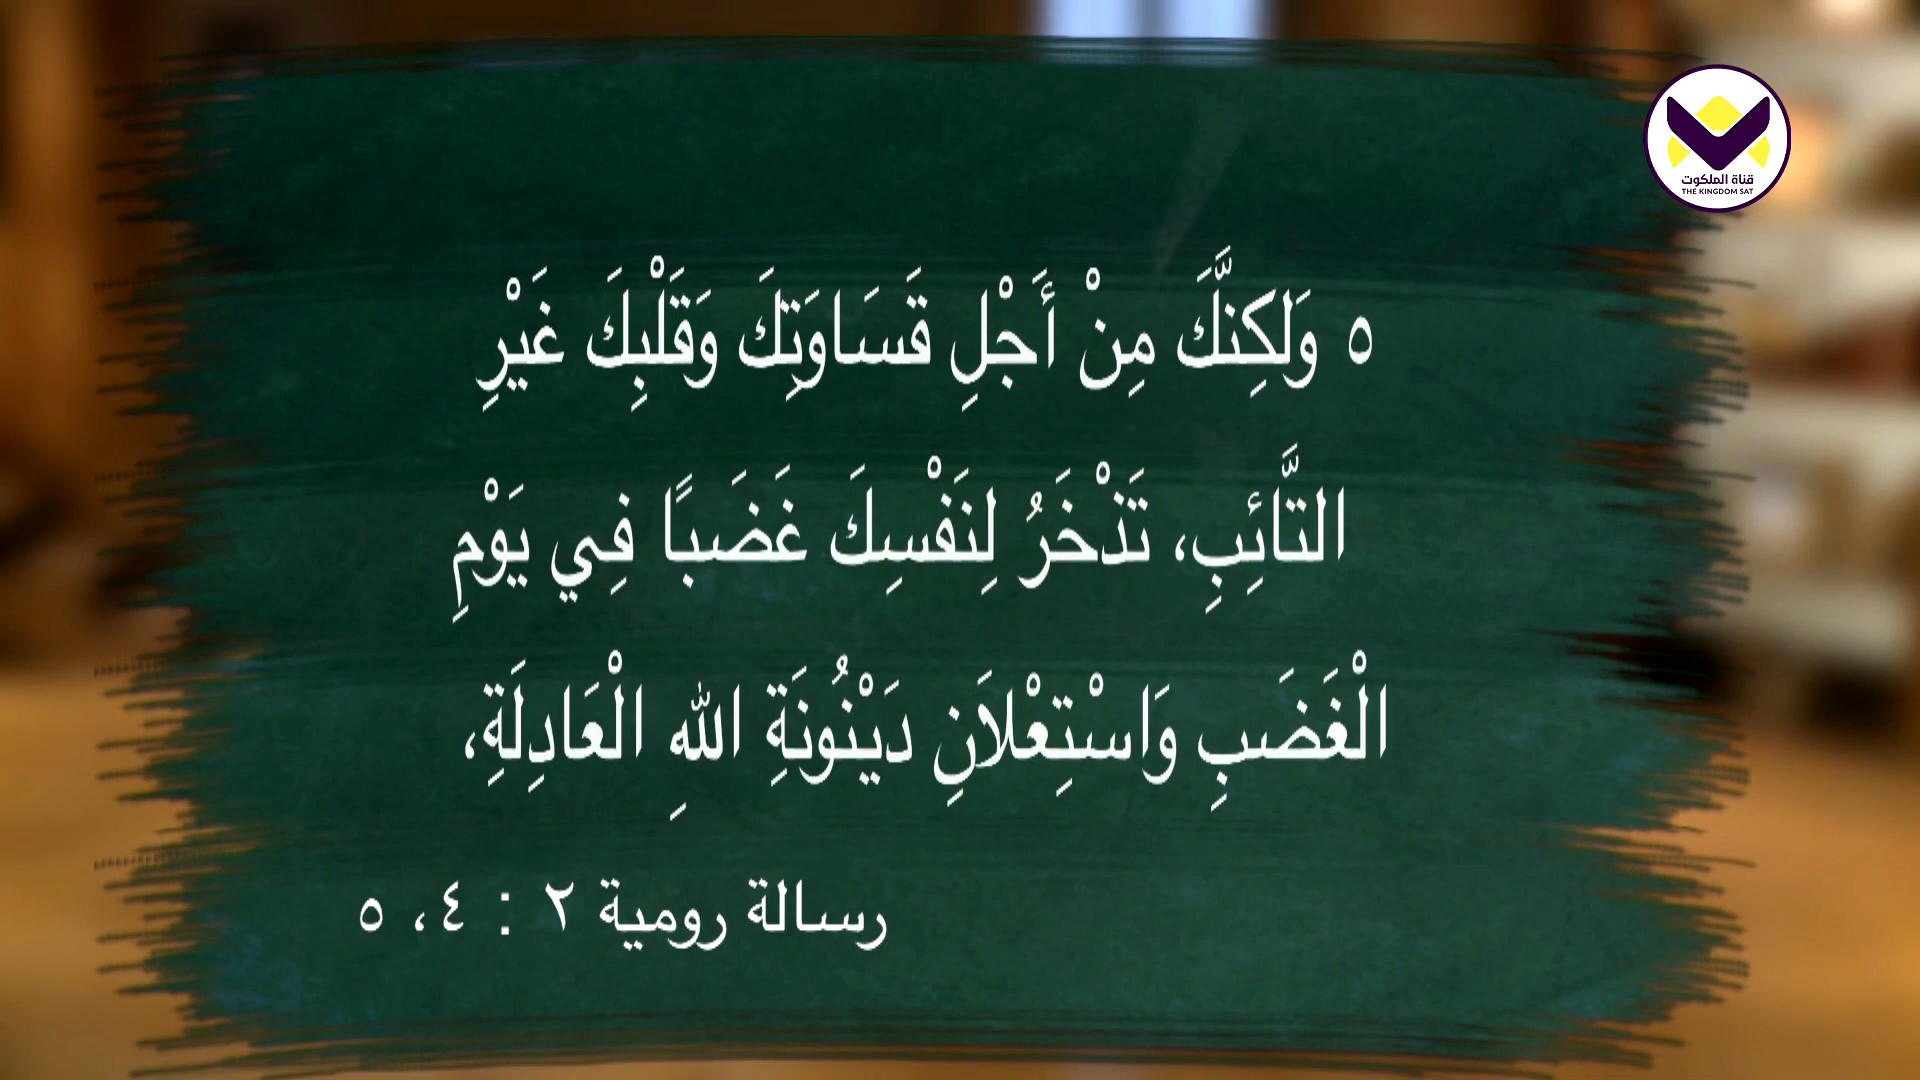 قناة الملكوت
THE KINGDOM SAT
٥ وَلَكِنَّكَ مِنْ أَجْلِ قَسَاوَتِكَ وَقَلْبِكَ غَيْرِ
التَّائِبِ، تَذْخَرُ لِنَفْسِكَ غَضَبًا فِي يَوْمِ
الْغَضَبِ وَاسْتِعْلاَنِ دَيْنُونَةِ اللهِ الْعَادِلَةِ،
رسالة رومية ٢ : ٤، ٥